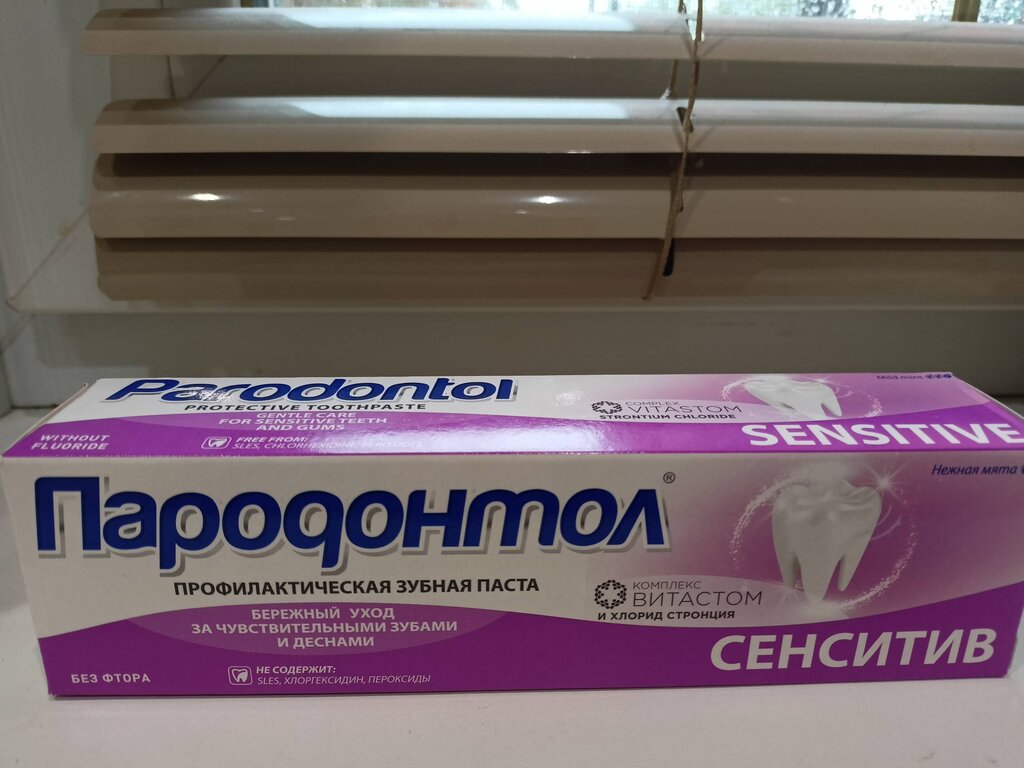 Parodontol
PROTECTIVE TOOTHPASTE
GENTLE CARE
FOR SENSITIVE TEETH
AND GUMS
WITHOUT
FLUORIDE
FREE FROM:
SLES, CHLORHEXIDINE, PEROXIDES
COMPLEX
VITASTOM
STRONTIUM CHLORIDE
Mild mint
SENSITIVE
Пародонтол®
ПРОФИЛАКТИЧЕСКАЯ ЗУБНАЯ ПАСТА
БЕРЕЖНЫЙ УХОД
ЗА ЧУВСТВИТЕЛЬНЫМИ ЗУБАМИ
И ДЕСНАМИ
БЕЗ ФТОРА
НЕ СОДЕРЖИТ:
SLES, ХЛОРГЕКСИДИН, ПЕРОКСИДЫ
Нежная мята
КОМПЛЕКС
ВИТАСТОМ
И ХЛОРИД СТРОНЦИЯ
СЕНСИТИВ